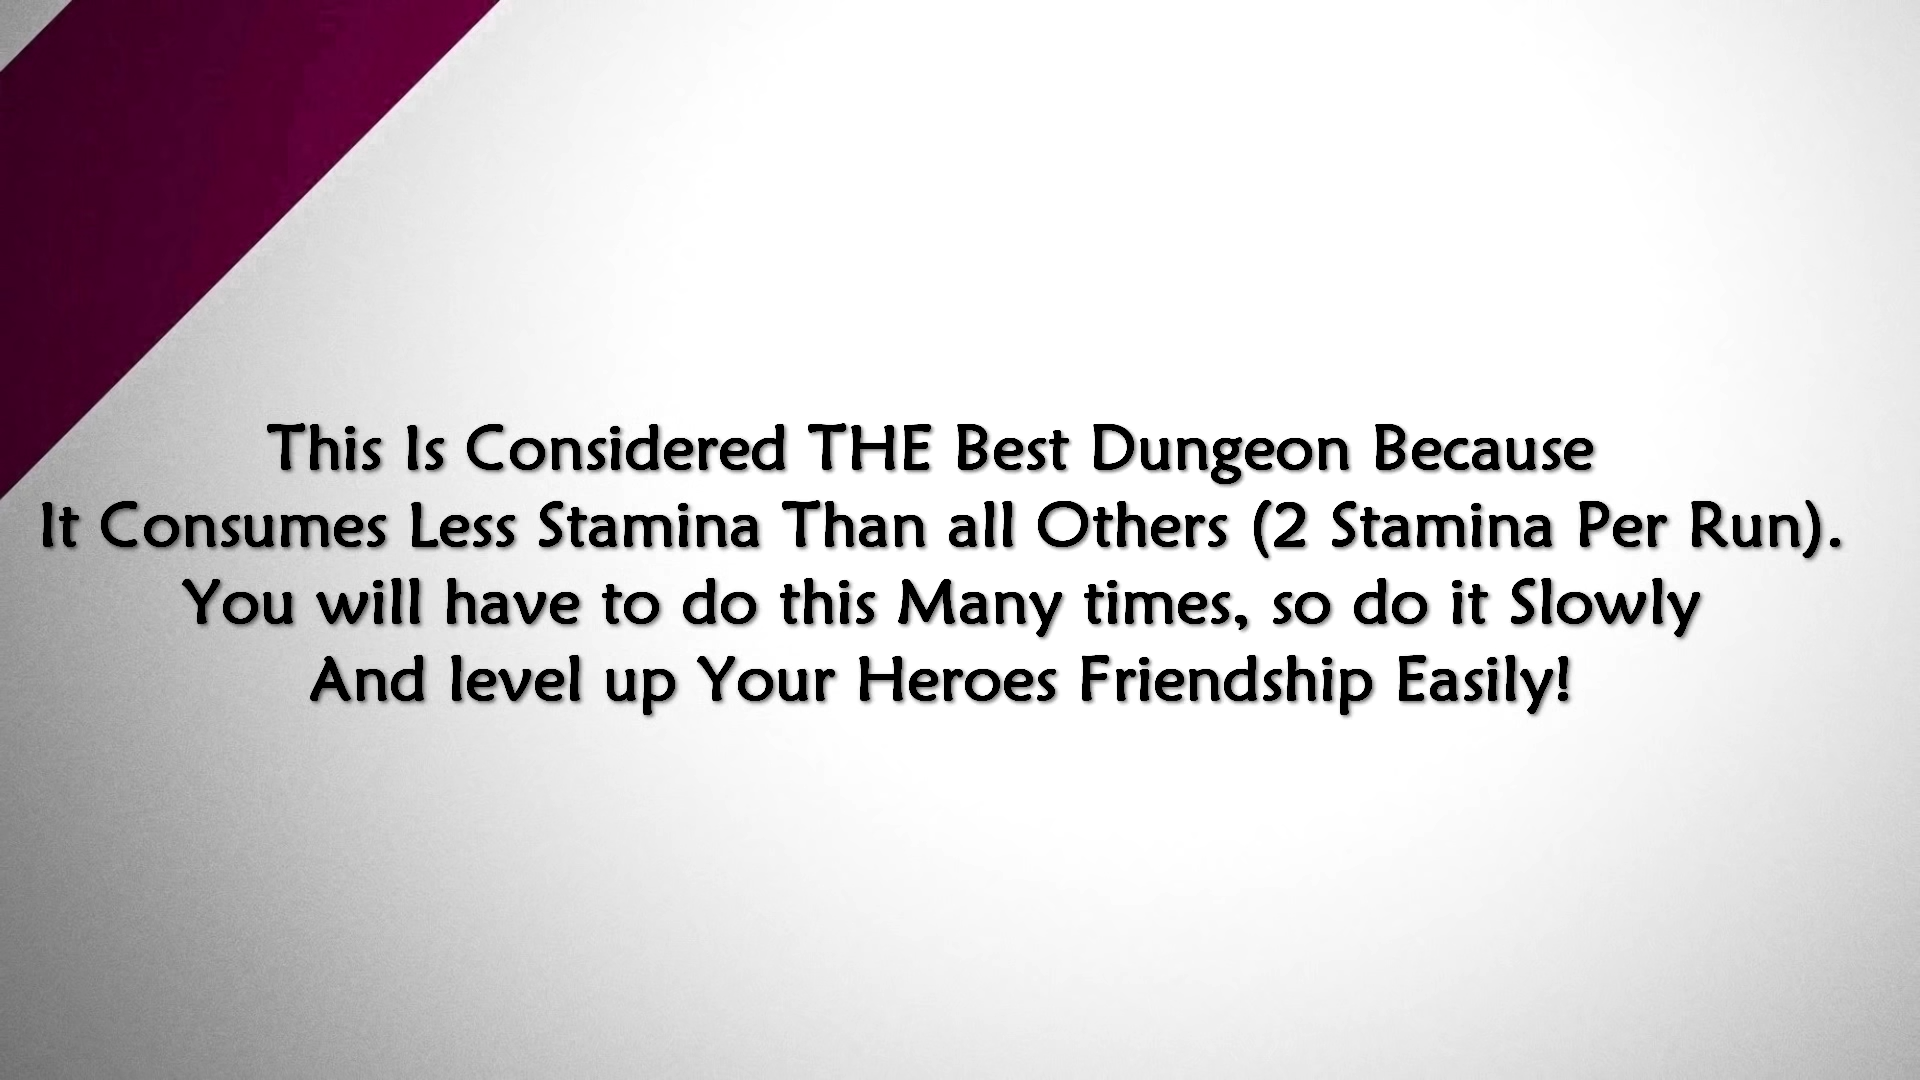 This Is Considered THE Best Dungeon Because
It Consumes Less Stamina Than all Others (2 Stamina Per Run).
You will have to do this Many times, so do it Slowly
And level up Your Heroes Friendship Easily!